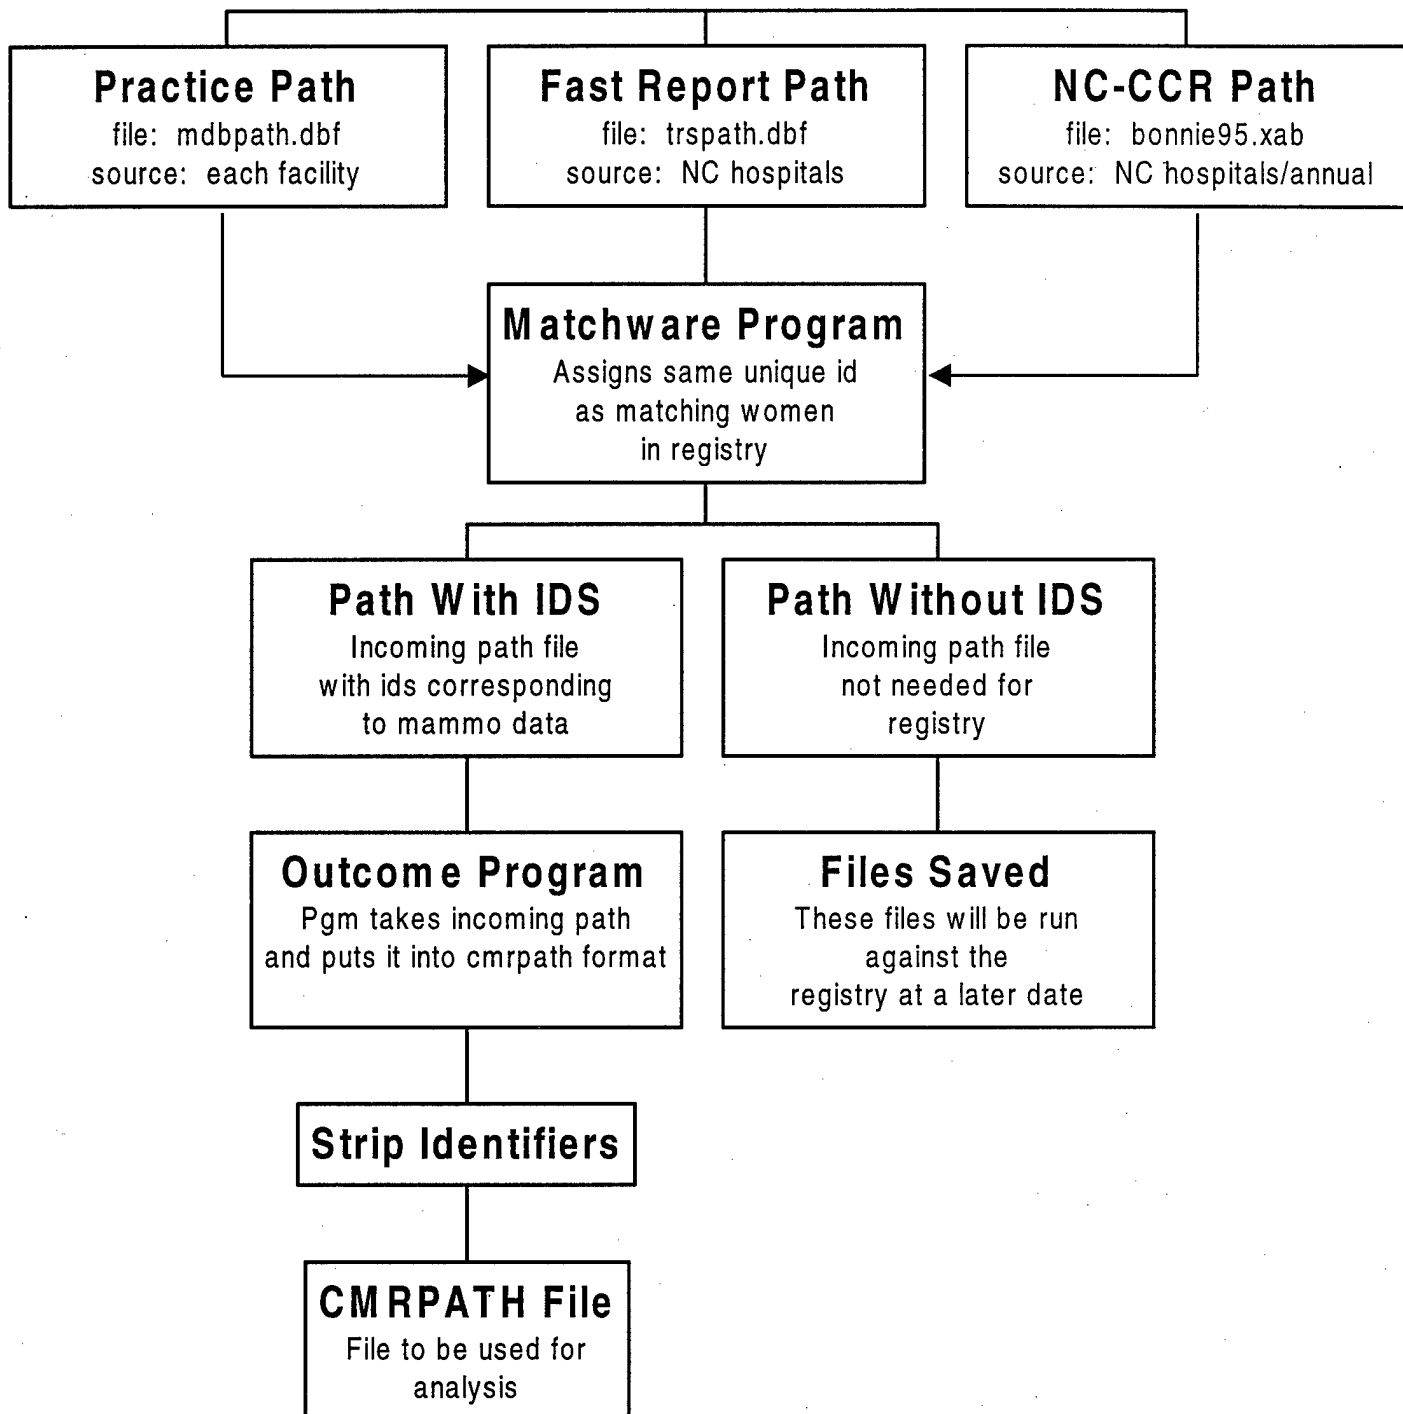 Practice Path
file: mdbpath.dbf
source: each facility
Fast Report Path
file: trspath.dbf
source: NC hospitals
NC-CCR Path
file: bonnie95.xab
source: NC hospitals/annual
Matchware Program
Assigns same unique id
as matching women
in registry
Path With IDS
Incoming path file
with ids corresponding
to mammo data
Path Without IDS
Incoming path file
not needed for
registry
Outcome Program
Pgm takes incoming path
and puts it into cmrpath format
Files Saved
These files will be run
against the
registry at a later date
Strip Identifiers
CMRPATH File
File to be used for
analysis